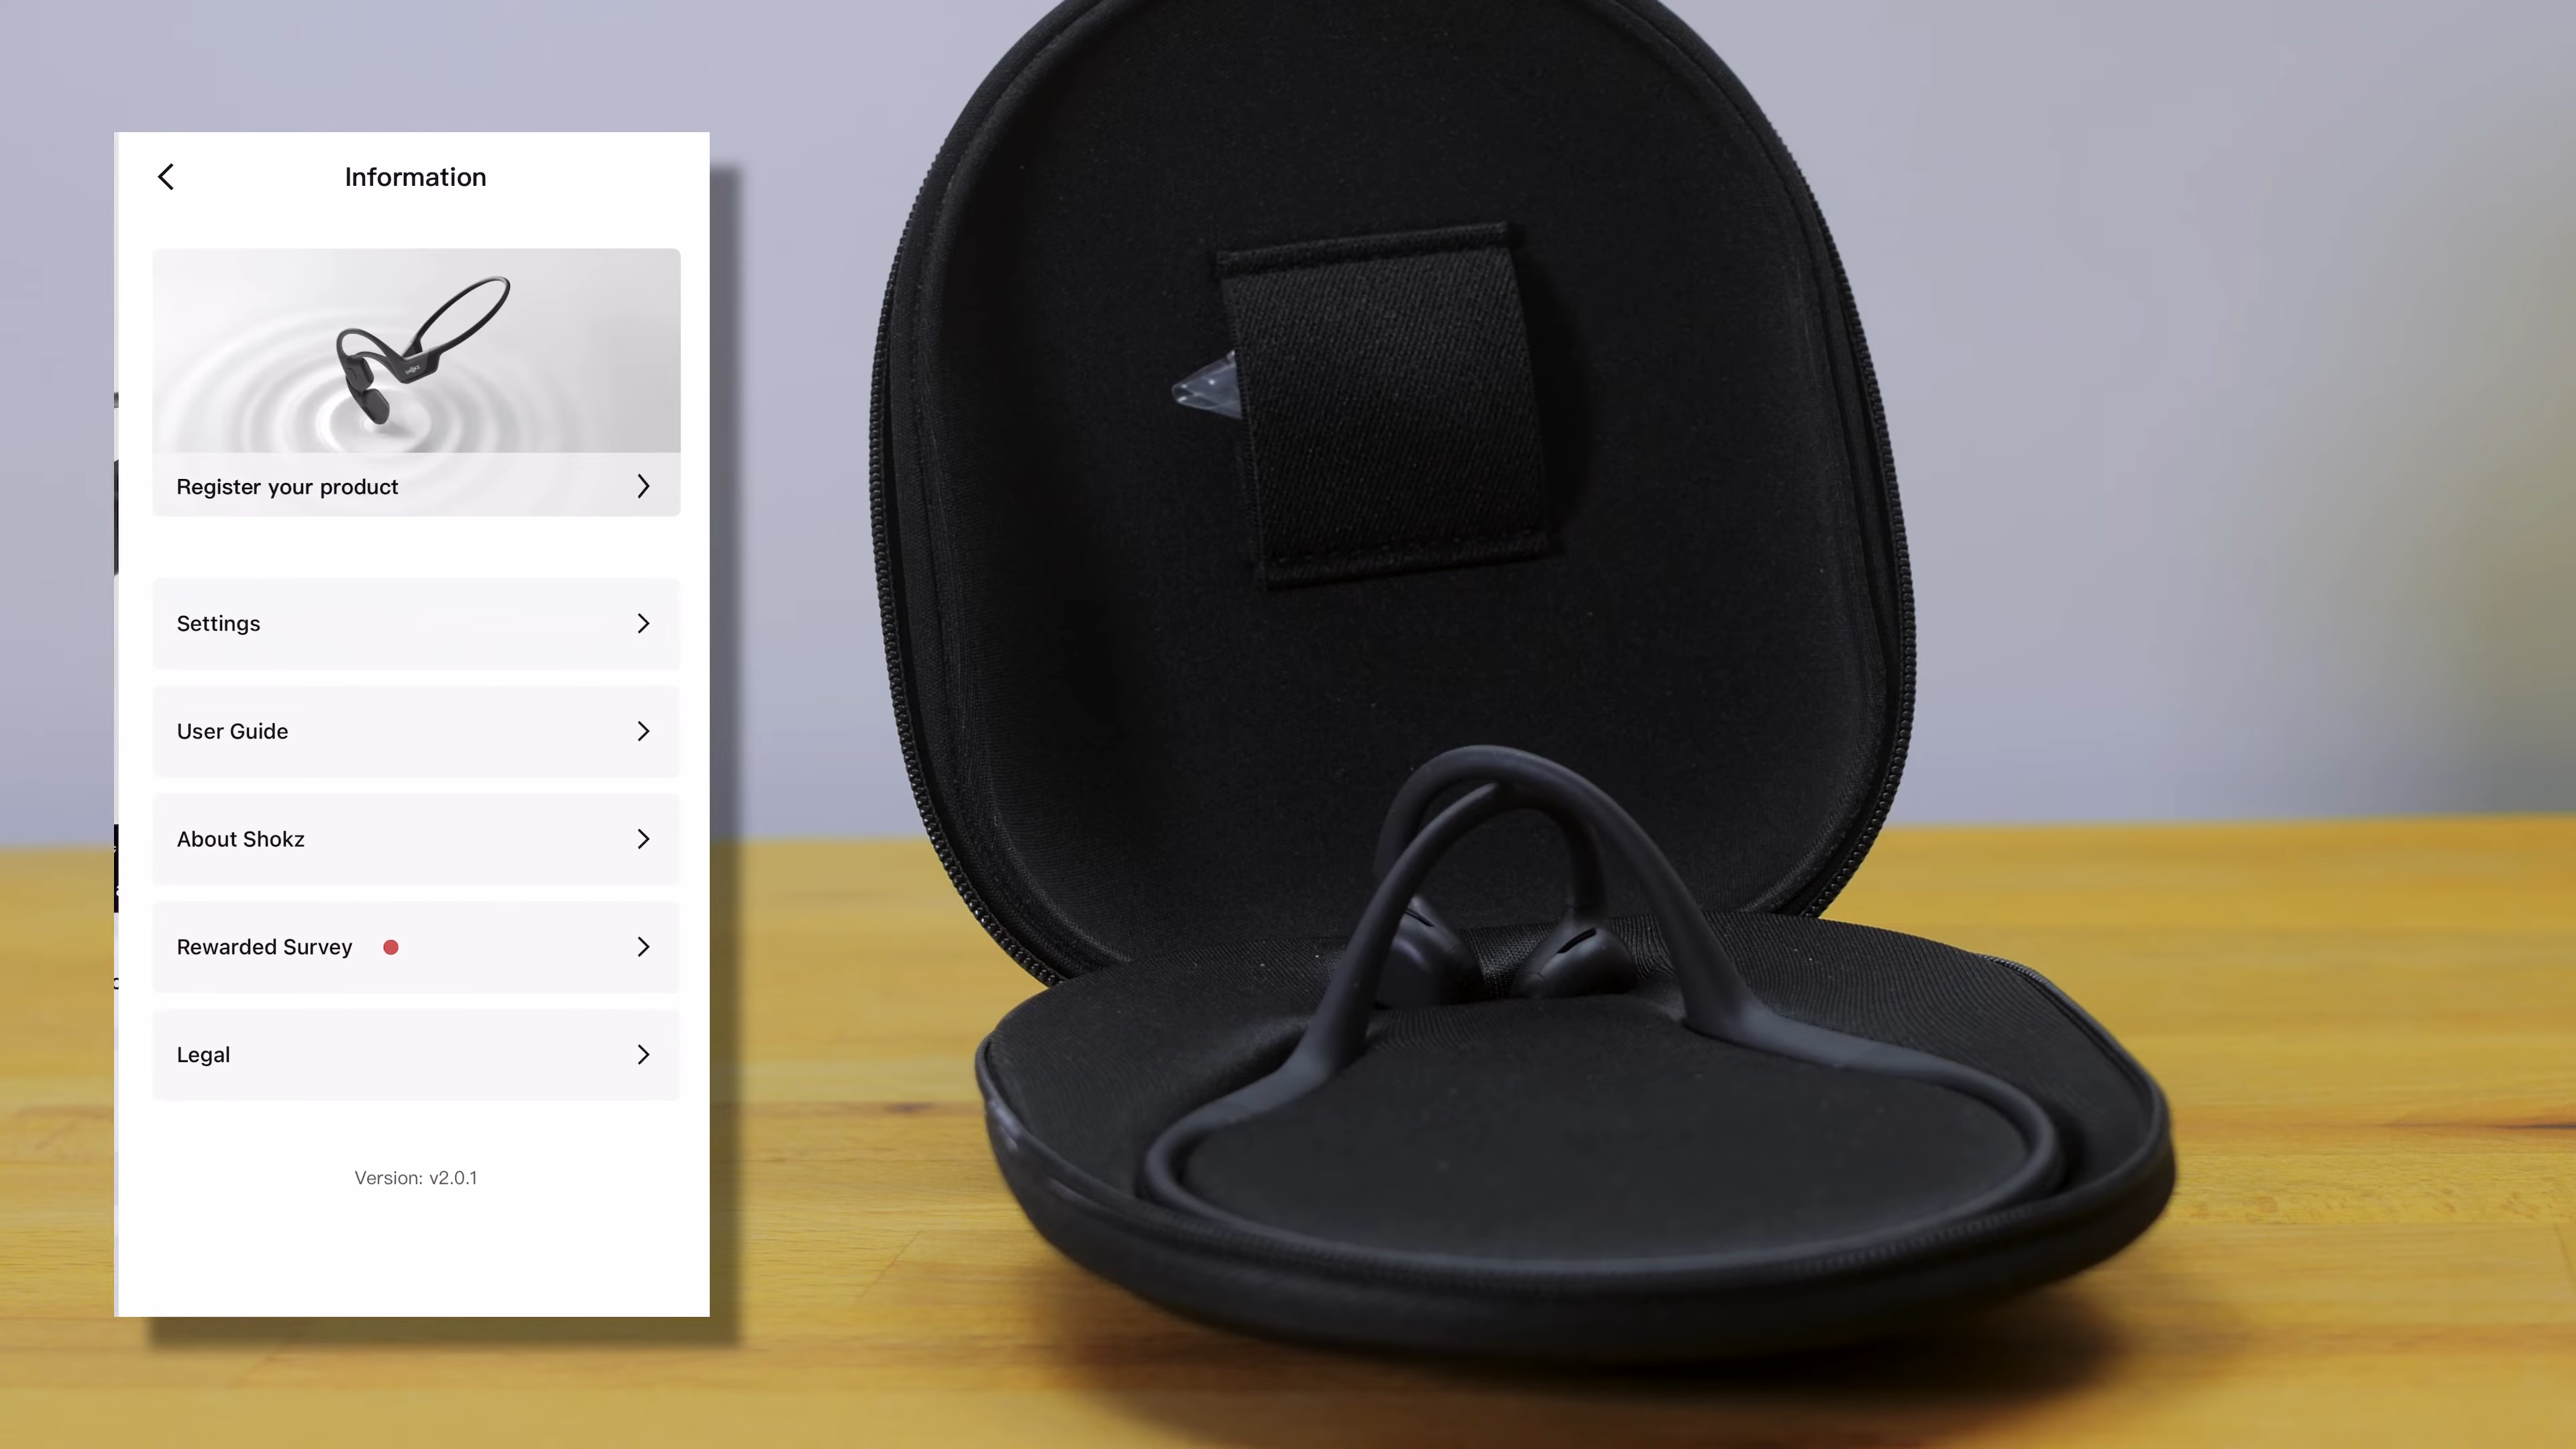 Information
Register your product
Settings
User Guide
About Shokz
Rewarded Survey
Legal
Version: v2.0.1